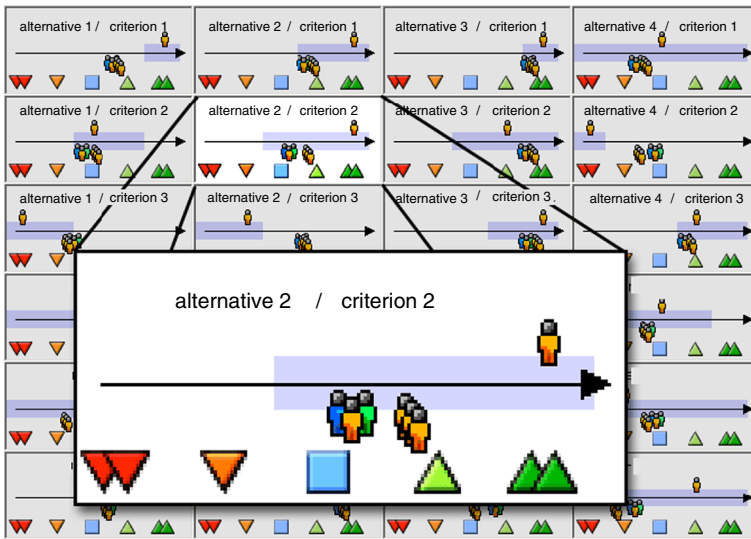 alternative 1 / criterion 1
alternative 2 / criterion 1
alternative 3 / criterion 1
alternative 4 / criterion 1
alternative 1 / criterion 2
alternative 2 / criterion 2
alternative 3 / criterion 2
alternative 4 / criterion 2
alternative 1 / criterion 3
alternative 2 / criterion 3
alternative 3 / criterion 3.
alternative 4 / criterion 3
alternative 2 / criterion 2